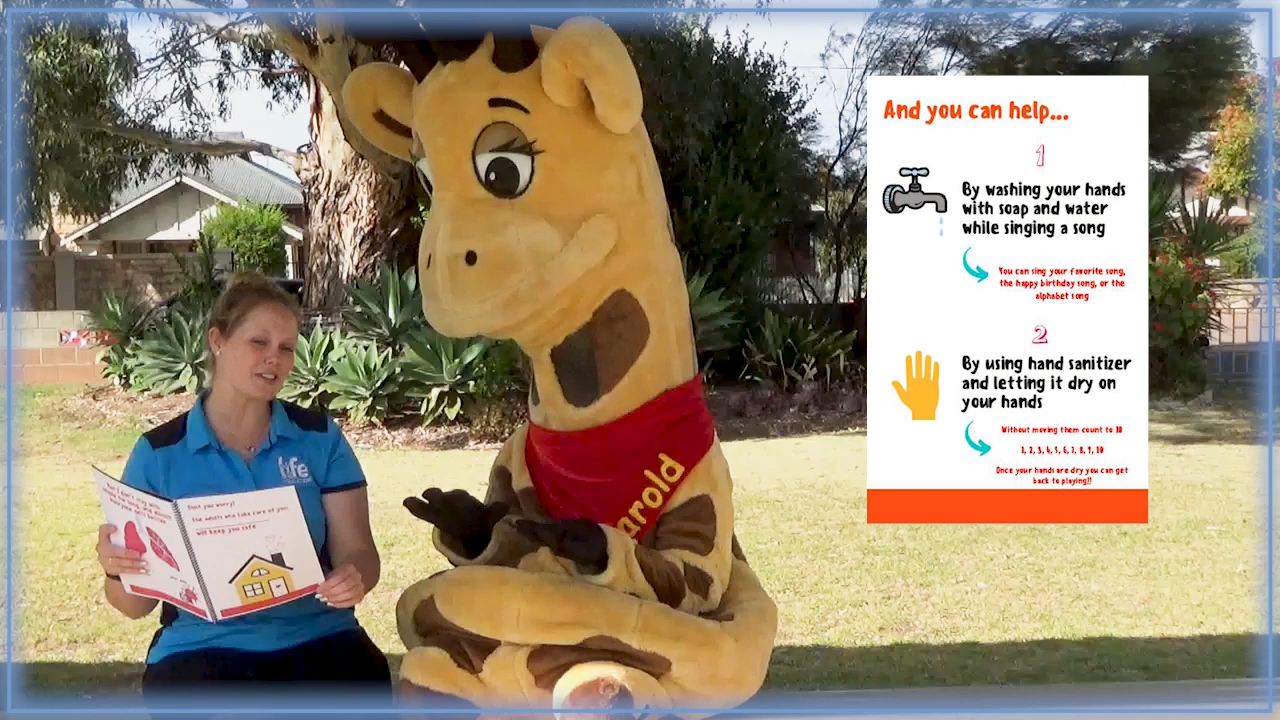 And you can help...
1
By washing your hands
with soap and water
while singing a song
You can sing your favorite song,
the happy birthday song, or the
alphabet song
2
By using hand sanitizer
and letting it dry on
your hands
Without moving them count to 10
1, 2, 3, 4, 5, 6, 7, 8, 9, 10
Once your hands are dry you can get
back to playing!!
arold
life
Don't you worry!
The adults who take care of you,
will keep you safe